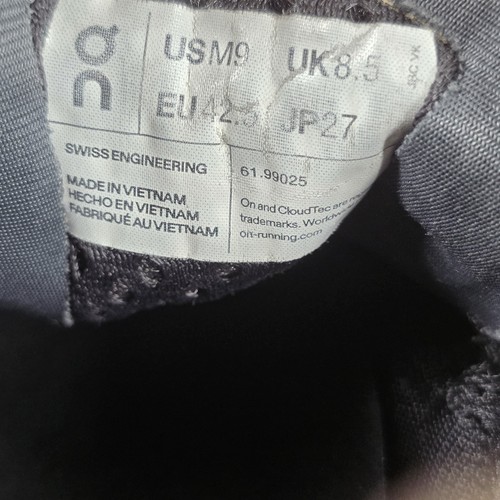 On
US M9 UK 8.5
EU 42.5 JP 27
SWISS ENGINEERING
MADE IN VIETNAM
HECHO EN VIETNAM
FABRIQUÉ AU VIETNAM
61.99025
On and CloudTec are
trademarks.
on-running.com
VK